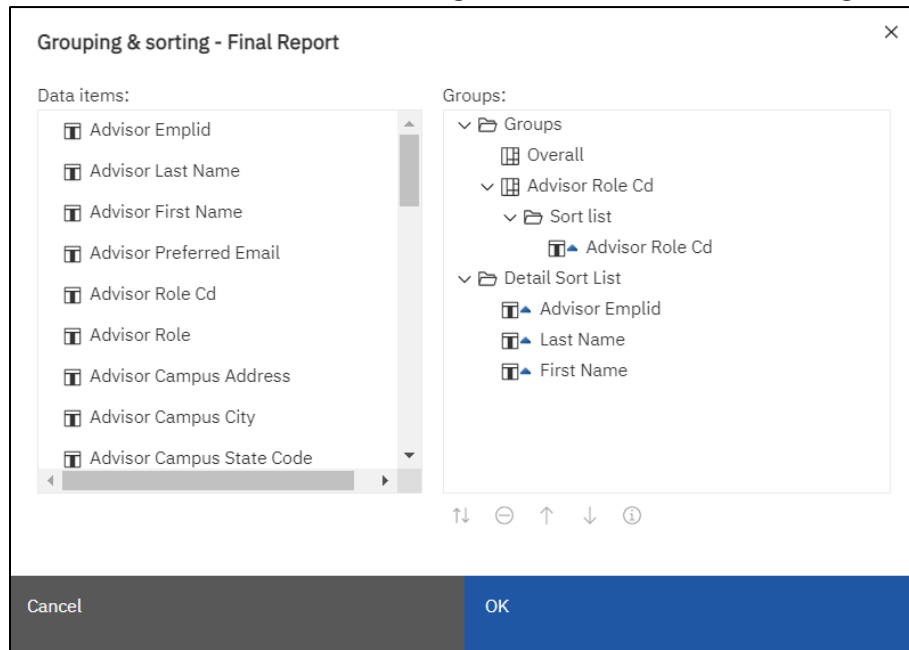 Grouping & sorting - Final Report
Data items:
Advisor Emplid
Advisor Last Name
Advisor First Name
Advisor Preferred Email
Advisor Role Cd
Advisor Role
Advisor Campus Address
Advisor Campus City
Advisor Campus State Code
Groups:
Groups
Overall
Advisor Role Cd
Sort list
Advisor Role Cd
Detail Sort List
Advisor Emplid
Last Name
First Name
Cancel
OK